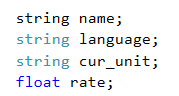 string name;
string language;
string cur_unit;
float rate;